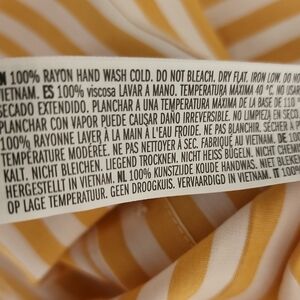 N 100% RAYON HAND WASH COLD. DO NOT BLEACH. DRY FLAT. IRON LOW. DO N
VIETNAM. ES 100% viscosa LAVAR A MANO. TEMPERATURA MÁXIMA 40 °C. NO USAR
SECADO EXTENDIDO. PLANCHAR A UNA TEMPERATURA MÁXIMA DE LA BASE DE 110
PLANCHAR CON VAPOR PUEDE CAUSAR DAÑO IRREVERSIBLE. NO LIMPIEZA EN SECO.
100% RAYONNE LAVER À LA MAIN À L'EAU FROIDE. NE PAS BLANCHIR. SÉCHER À P
TEMPÉRATURE MODÉRÉE. NE PAS NETTOYER À SEC. FABRIQUÉ AU VIETNAM. DE 100%
KALT. NICHT BLEICHEN. LIEGEND TROCKNEN. NICHT HEISS BÜGELN. NICHT CHEM
HERGESTELLT IN VIETNAM. NL 100% KUNSTZIJDE KOUDE HANDWAS. NIET
OP LAGE TEMPERATUUR. GEEN DROOGKUIS. VERVAARDIGD IN VIETNAM. IT 100%